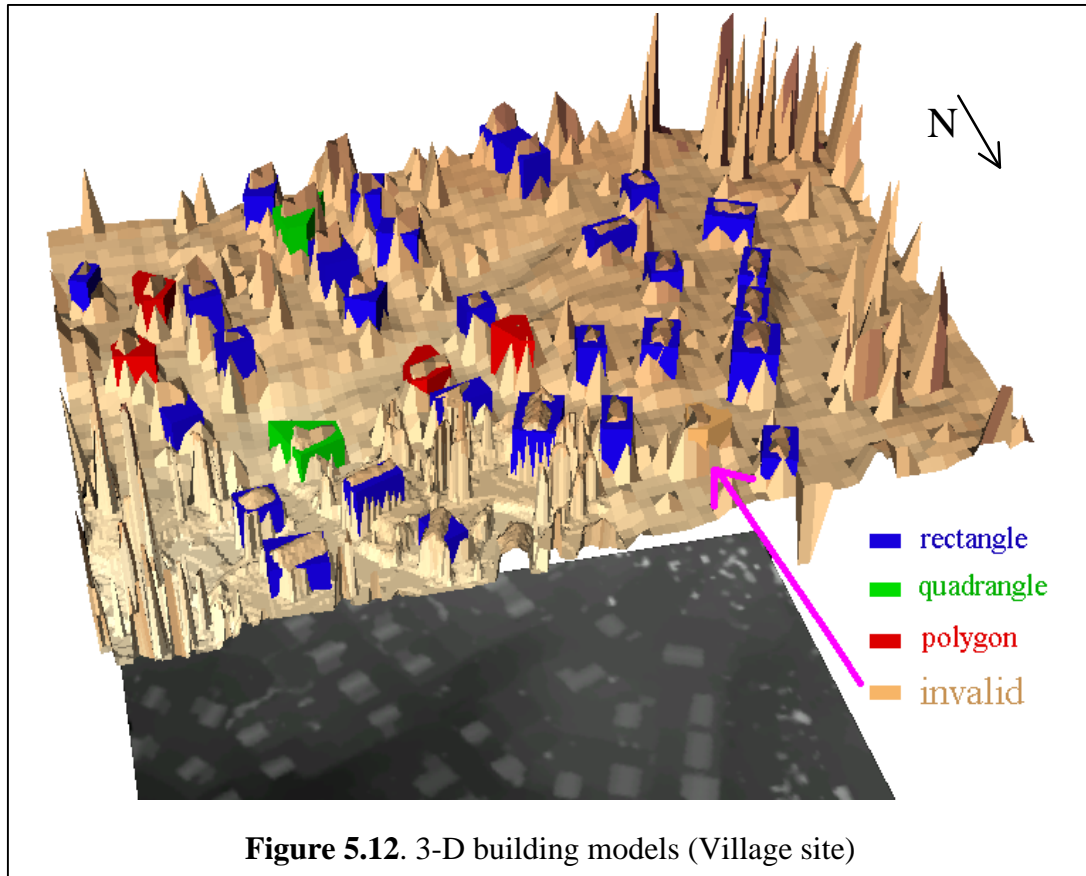 N
rectangle
quadrangle
polygon
invalid
Figure 5.12. 3-D building models (Village site)